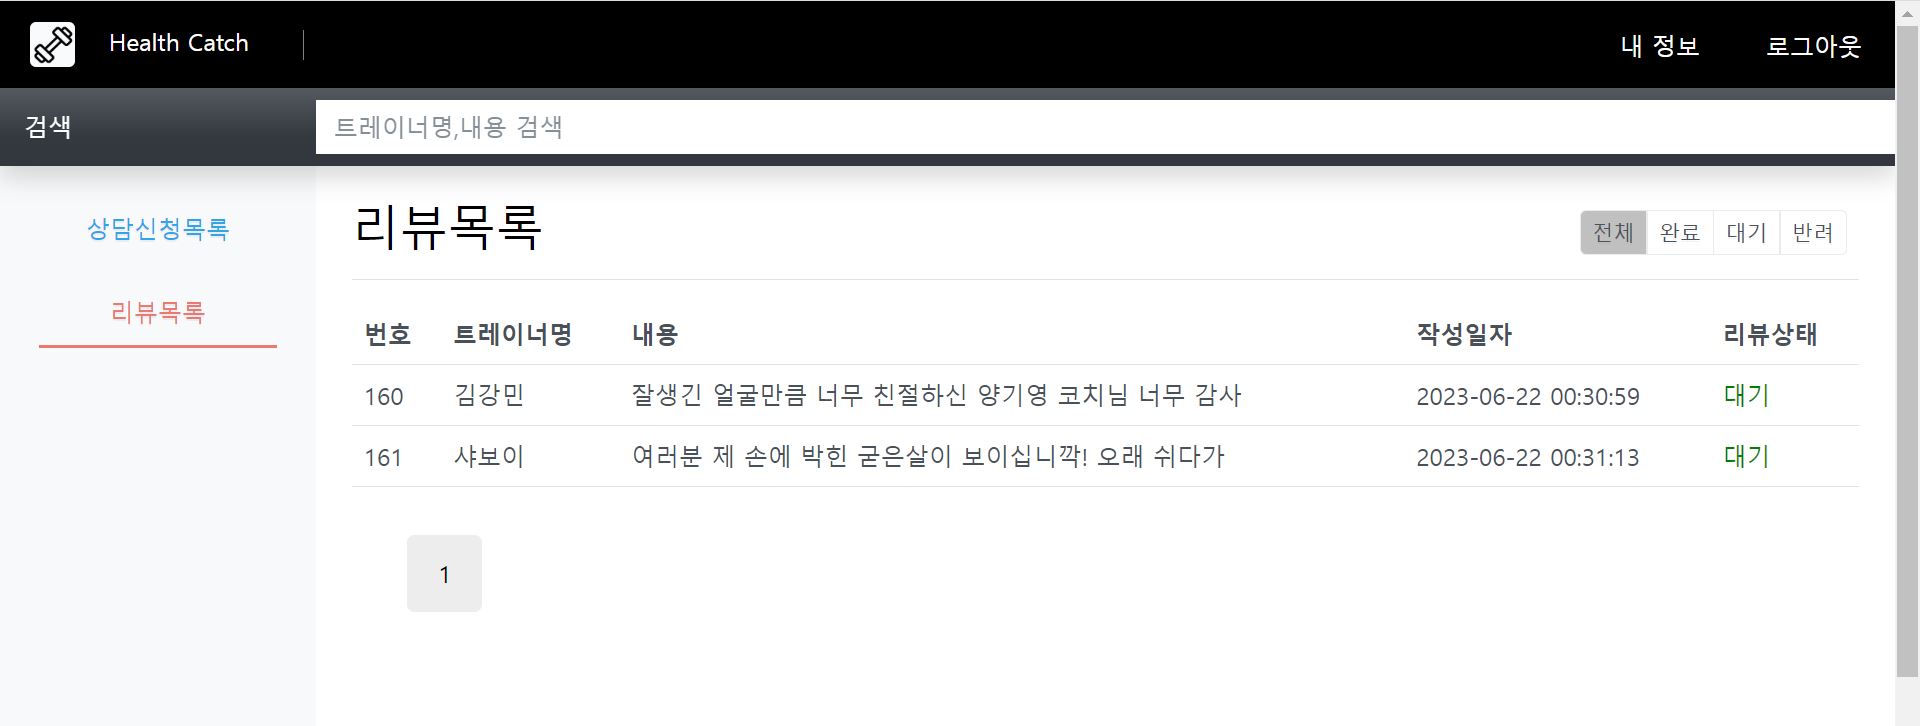 Health Catch
내 정보 로그아웃
검색 트레이너명,내용 검색
상담신청목록
리뷰목록
리뷰목록
전체 완료 대기 반려
번호 트레이너명 내용 작성일자 리뷰상태
160 김강민 잘생긴 얼굴만큼 너무 친절하신 양기영 코치님 너무 감사 2023-06-22 00:30:59 대기
161 샤보이 여러분 제 손에 박힌 굳은살이 보이십니깍! 오래 쉬다가 2023-06-22 00:31:13 대기
1